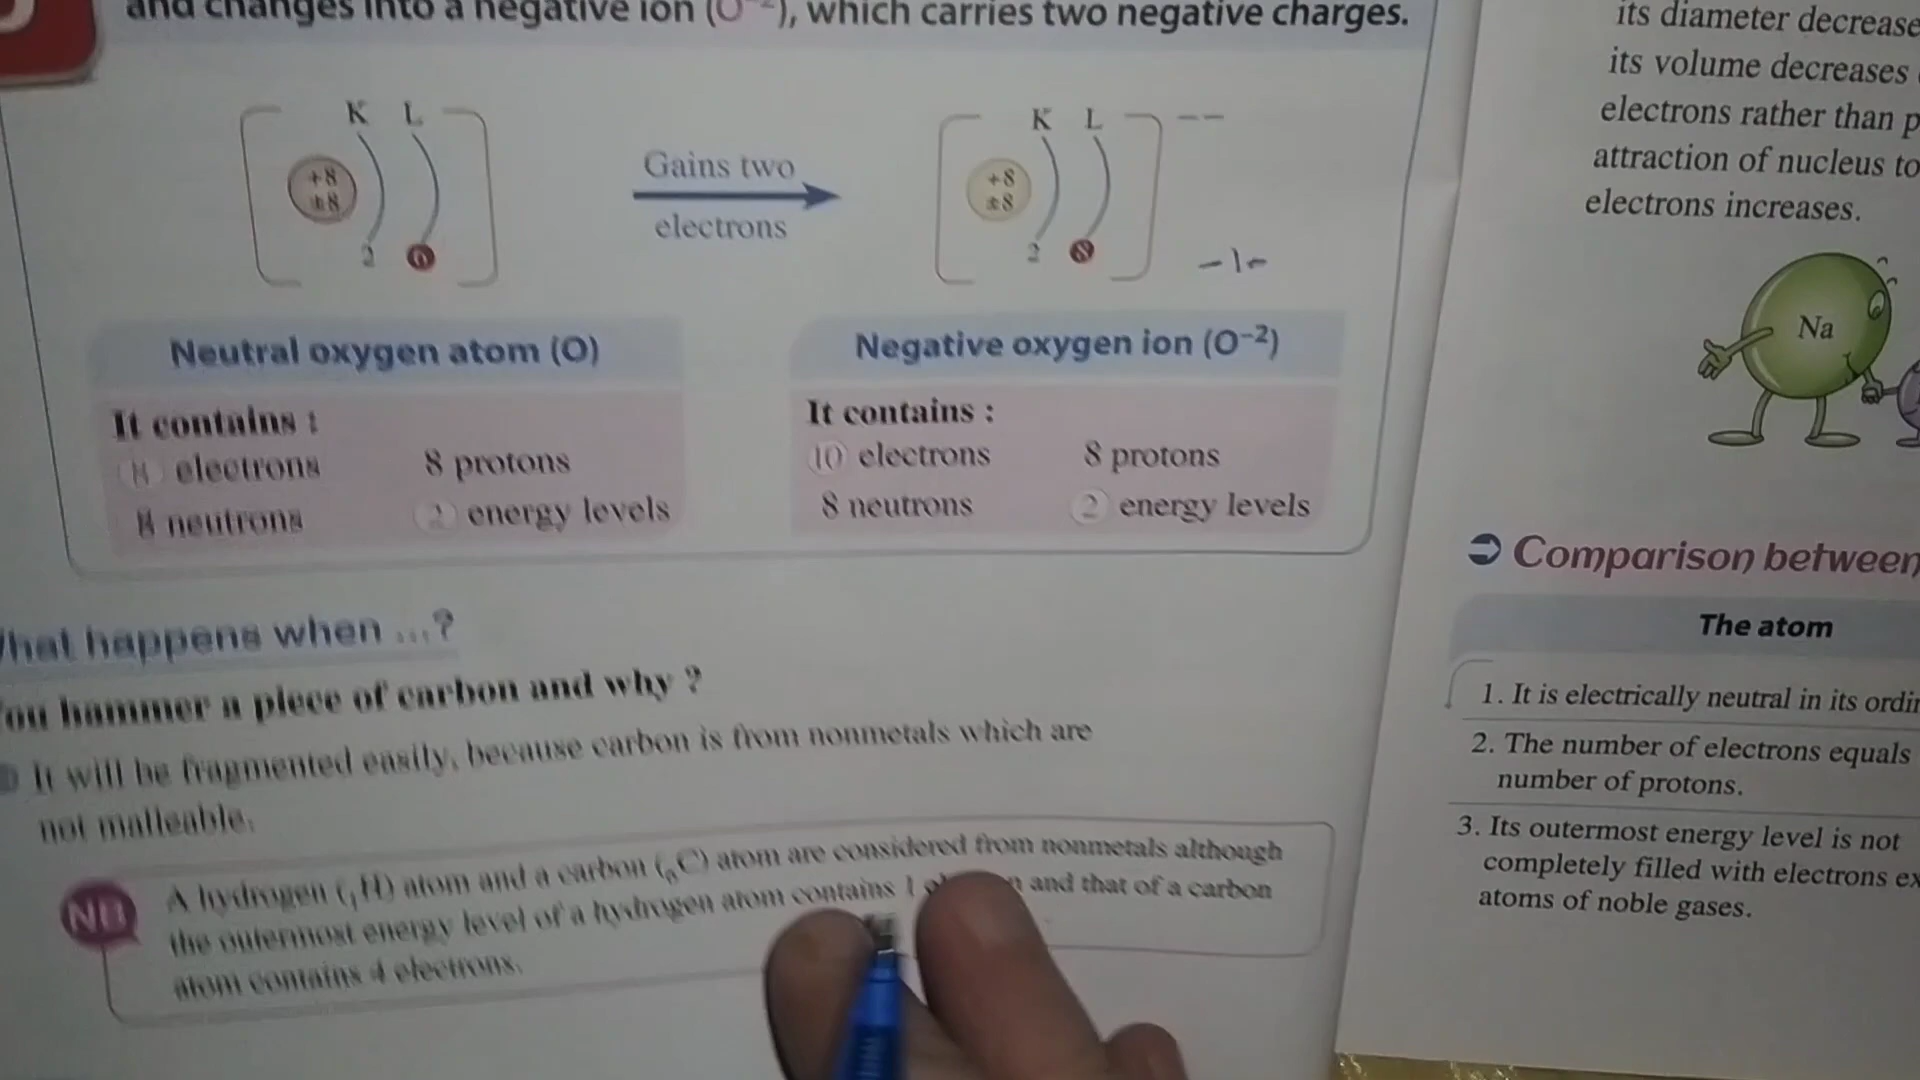 and changes into a negative ion (O⁻²), which carries two negative charges.
K L
+8
±8
2 6
Gains two
electrons
K L
+8
±8
2 8
Neutral oxygen atom (O)
It contains :
8 electrons 8 protons
8 neutrons 2 energy levels
Negative oxygen ion (O⁻²)
It contains :
10 electrons 8 protons
8 neutrons 2 energy levels
hat happens when ...?
ou hammer a piece of carbon and why ?
It will be fragmented easily, because carbon is from nonmetals which are
not malleable.
NB
A hydrogen (₁H) atom and a carbon (₆C) atom are considered from nonmetals although
the outermost energy level of a hydrogen atom contains 1 and that of a carbon
atom contains 4 electrons.
its diameter decrease
its volume decreases
electrons rather than p
attraction of nucleus to
electrons increases.
Na
Comparison between
The atom
1. It is electrically neutral in its ordin
2. The number of electrons equals
number of protons.
3. Its outermost energy level is not
completely filled with electrons ex
atoms of noble gases.